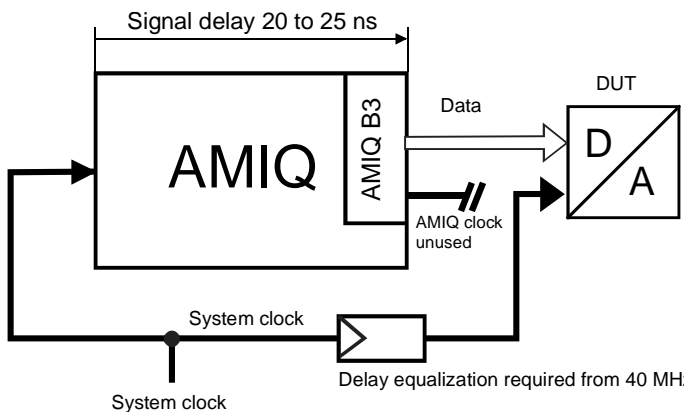 Signal delay 20 to 25 ns
DUT
Data
AMIQ
AMIQ B3
D
A
AMIQ clock
unused
System clock
Delay equalization required from 40 MHz
System clock